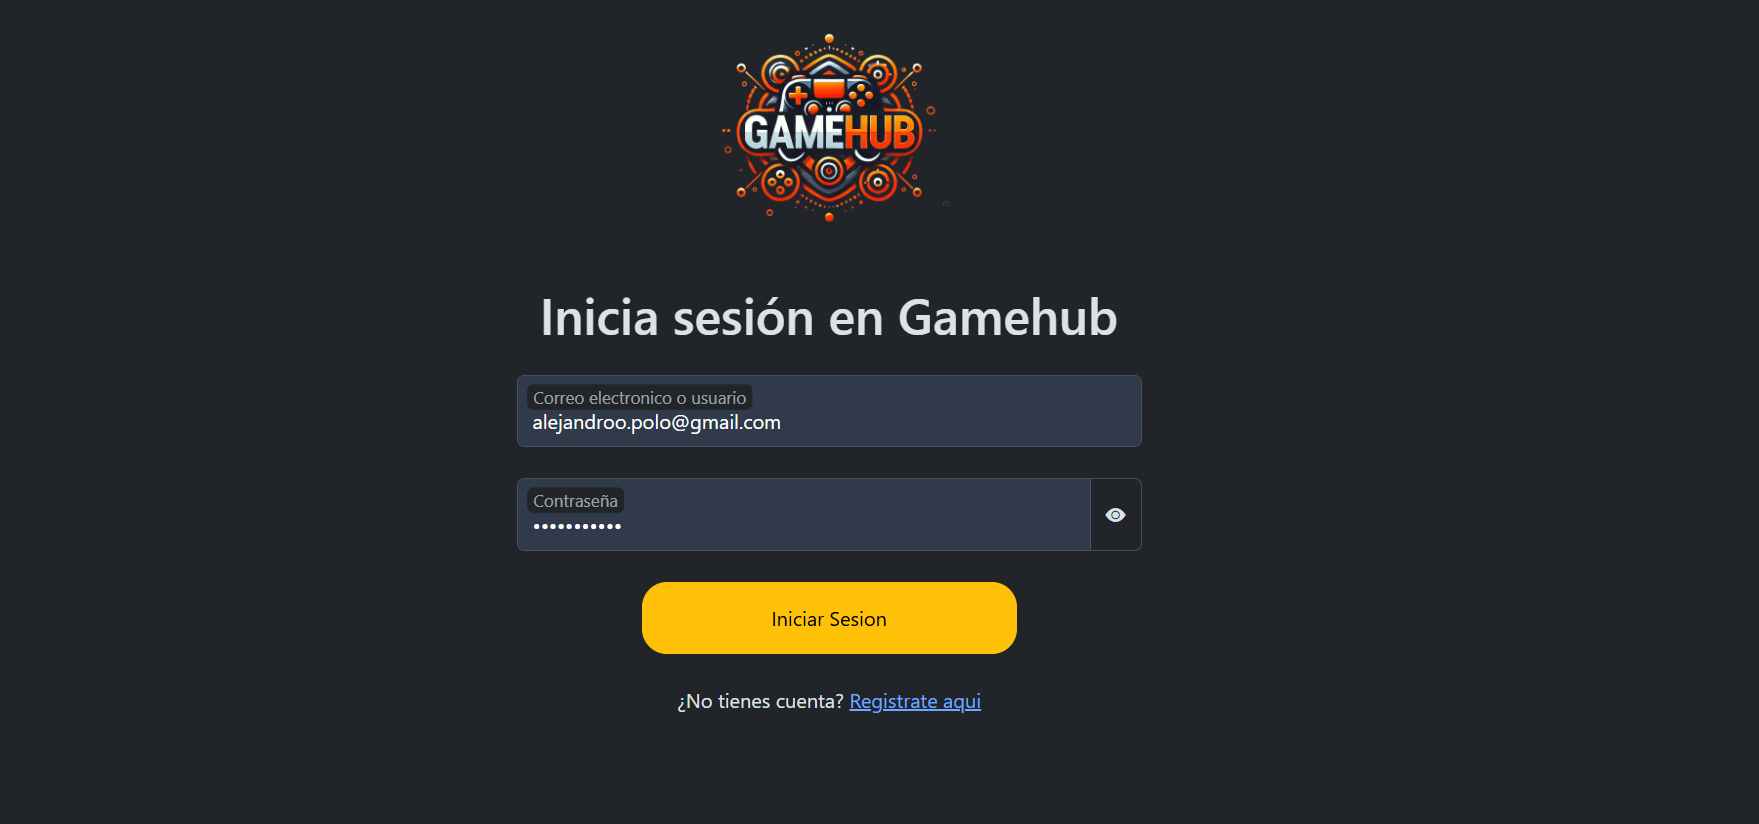 GAMEHUB
Inicia sesión en Gamehub
Correo electronico o usuario
alejandroo.polo@gmail.com
Contraseña
•••••••••••
Iniciar Sesion
¿No tienes cuenta? Registrate aqui